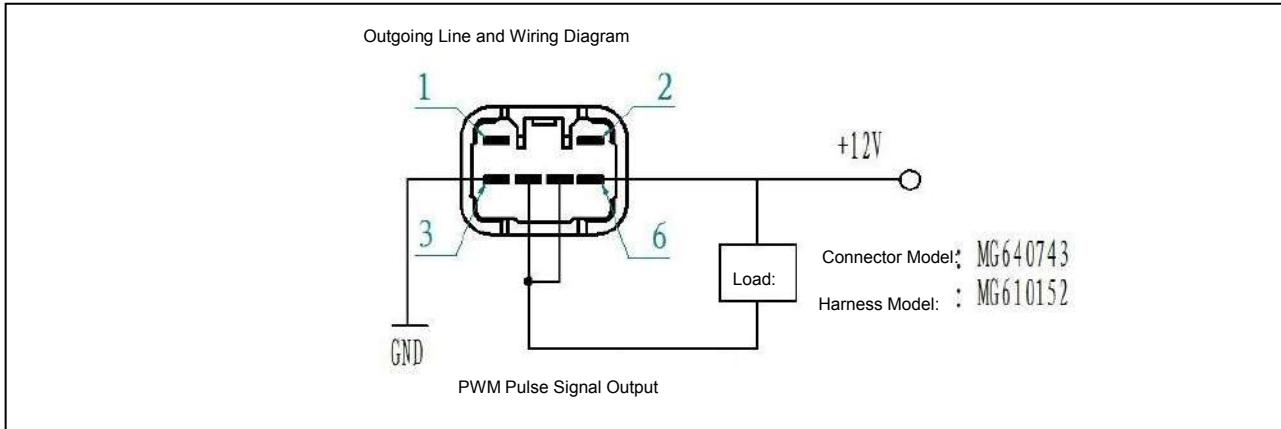 Outgoing Line and Wiring Diagram
1
2
+12V
3
6
Connector Model: MG640743
Load:
Harness Model: : MG610152
GND
PWM Pulse Signal Output